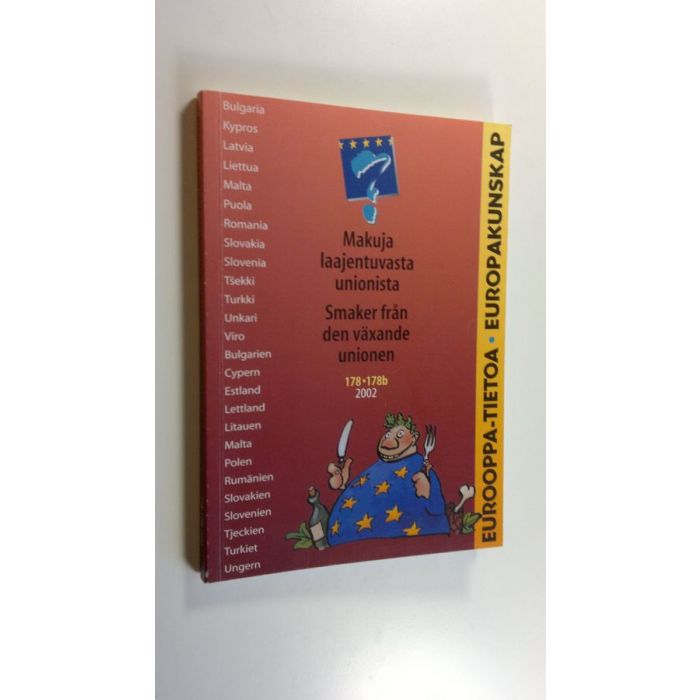 Bulgaria
Kypros
Latvia
Liettua
Malta
Puola
Romania
Slovakia
Slovenia
Tšekki
Turkki
Unkari
Viro
Bulgarien
Cypern
Estland
Lettland
Litauen
Malta
Polen
Rumänien
Slovakien
Slovenien
Tjeckien
Turkiet
Ungern
Makuja
laajentuvasta
unionista
Smaker från
den växande
unionen
178•178b
2002
EUROOPPA-TIETOA • EUROPAKUNSKAP